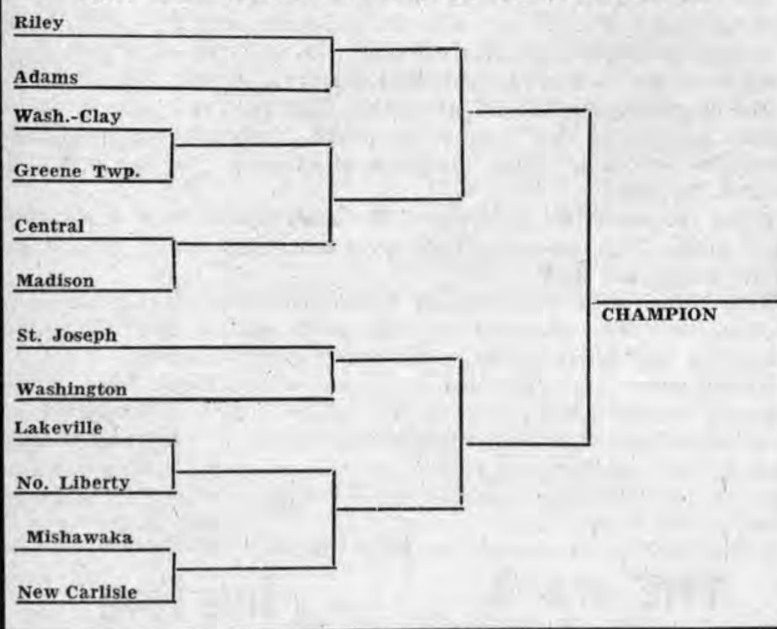 Riley
Adams
Wash.-Clay
Greene Twp.
Central
Madison
CHAMPION
St. Joseph
Washington
Lakeville
No. Liberty
Mishawaka
New Carlisle